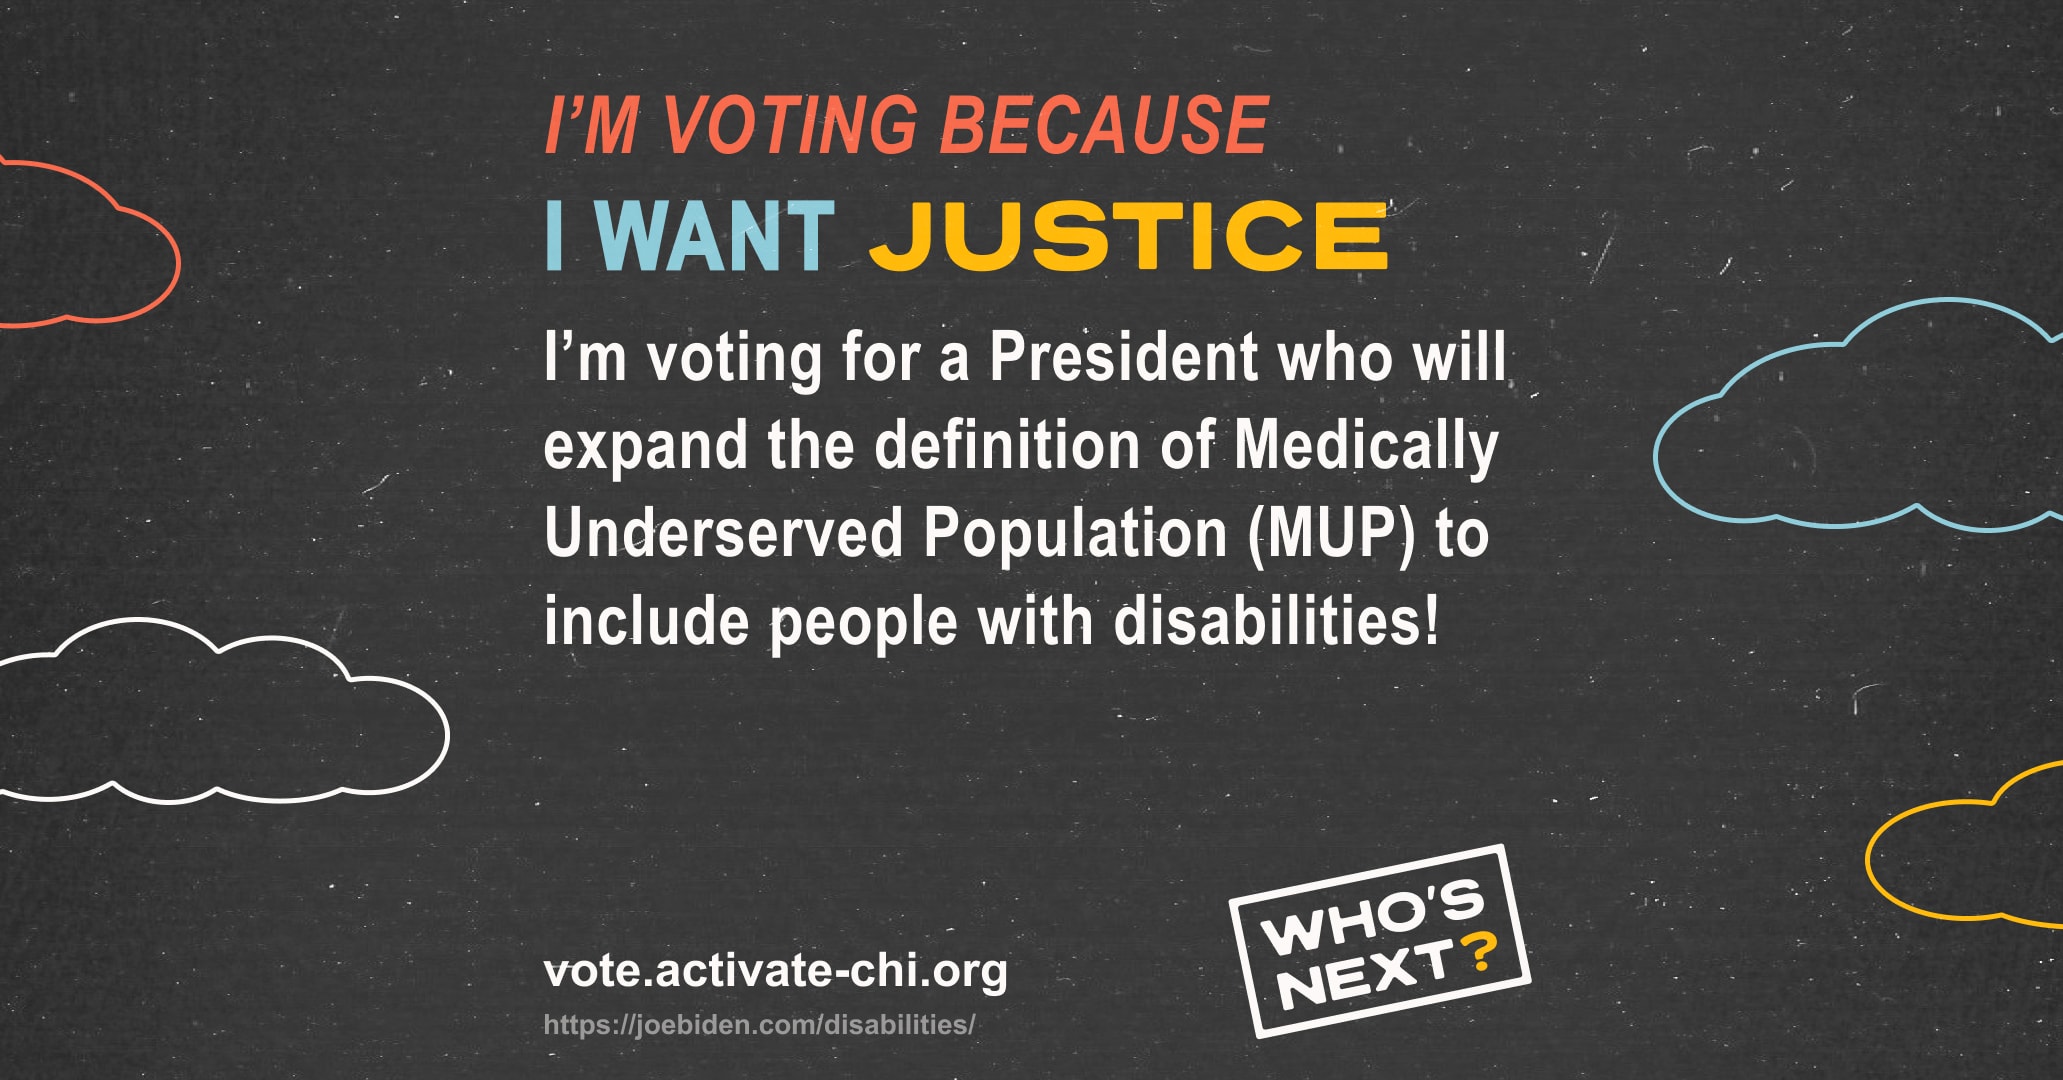 I’M VOTING BECAUSE
I WANT JUSTICE
I’m voting for a President who will
expand the definition of Medically
Underserved Population (MUP) to
include people with disabilities!
WHO’S
NEXT?
vote.activate-chi.org
https://joebiden.com/disabilities/